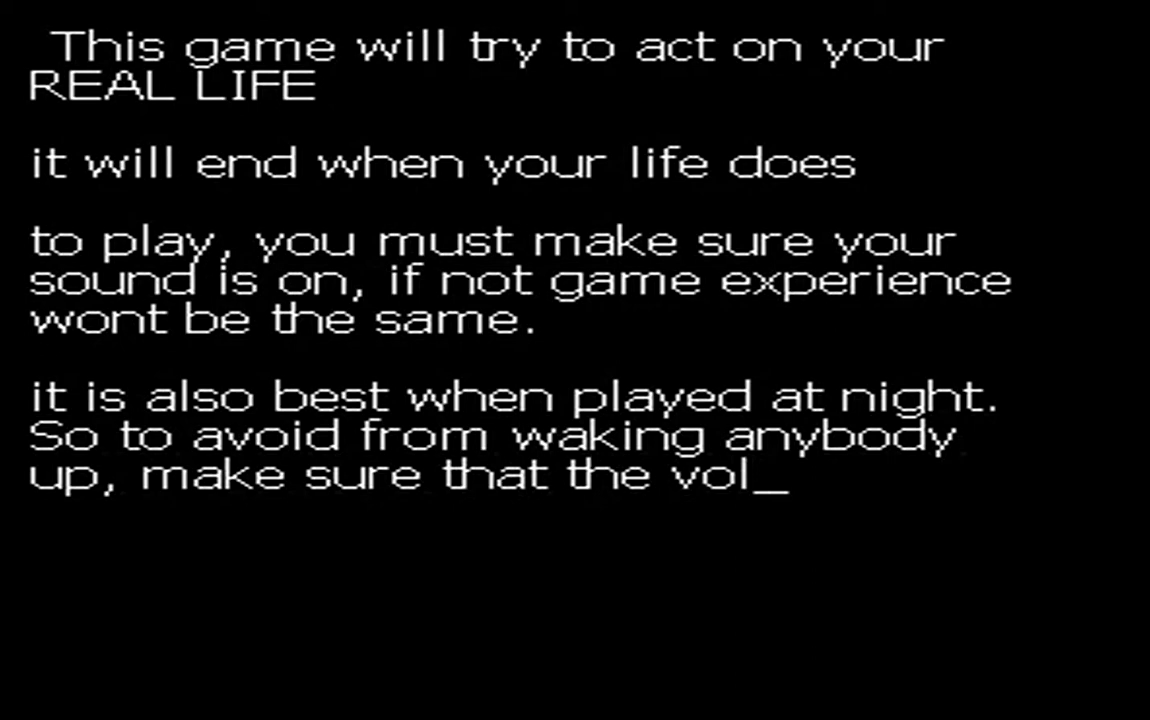 This game will try to act on your
REAL LIFE
it will end when your life does
to play, you must make sure your
sound is on, if not game experience
wont be the same.
it is also best when played at night.
So to avoid from waking anybody
up, make sure that the vol_